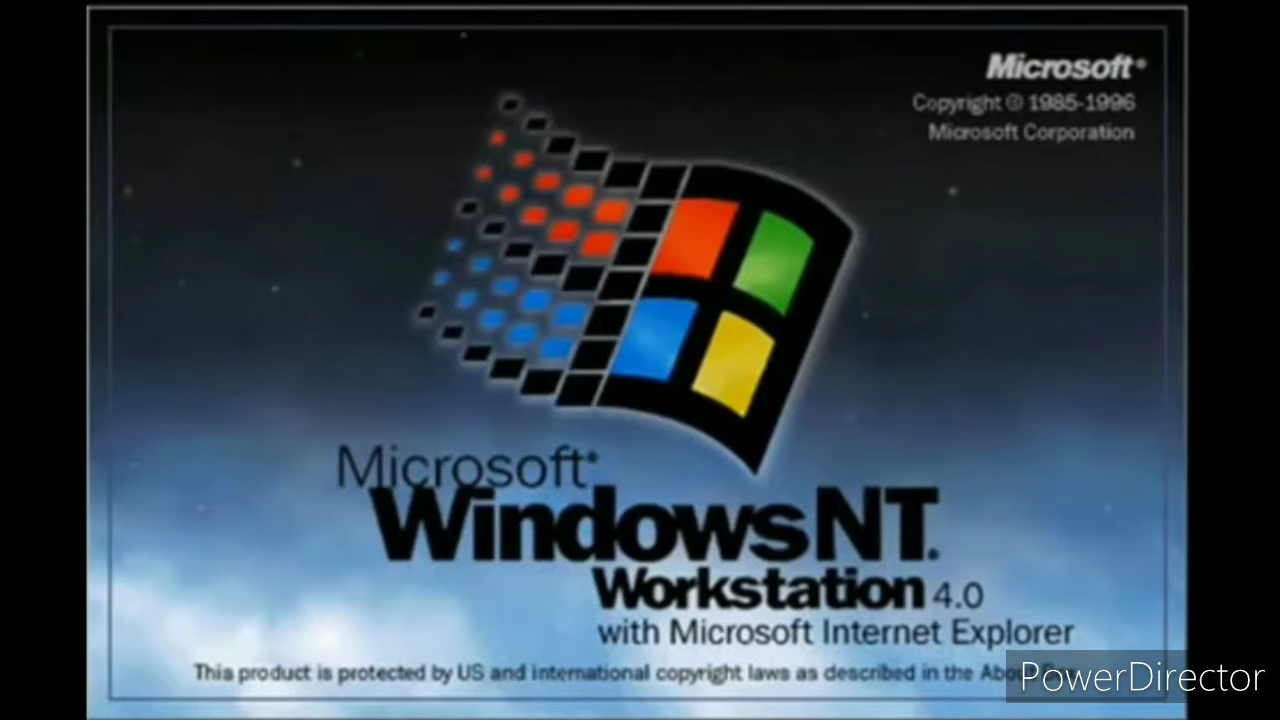 Microsoft®
Copyright © 1985-1996
Microsoft Corporation
Microsoft®
Windows NT®
Workstation 4.0
with Microsoft Internet Explorer
This product is protected by US and international copyright laws as described in the
PowerDirector